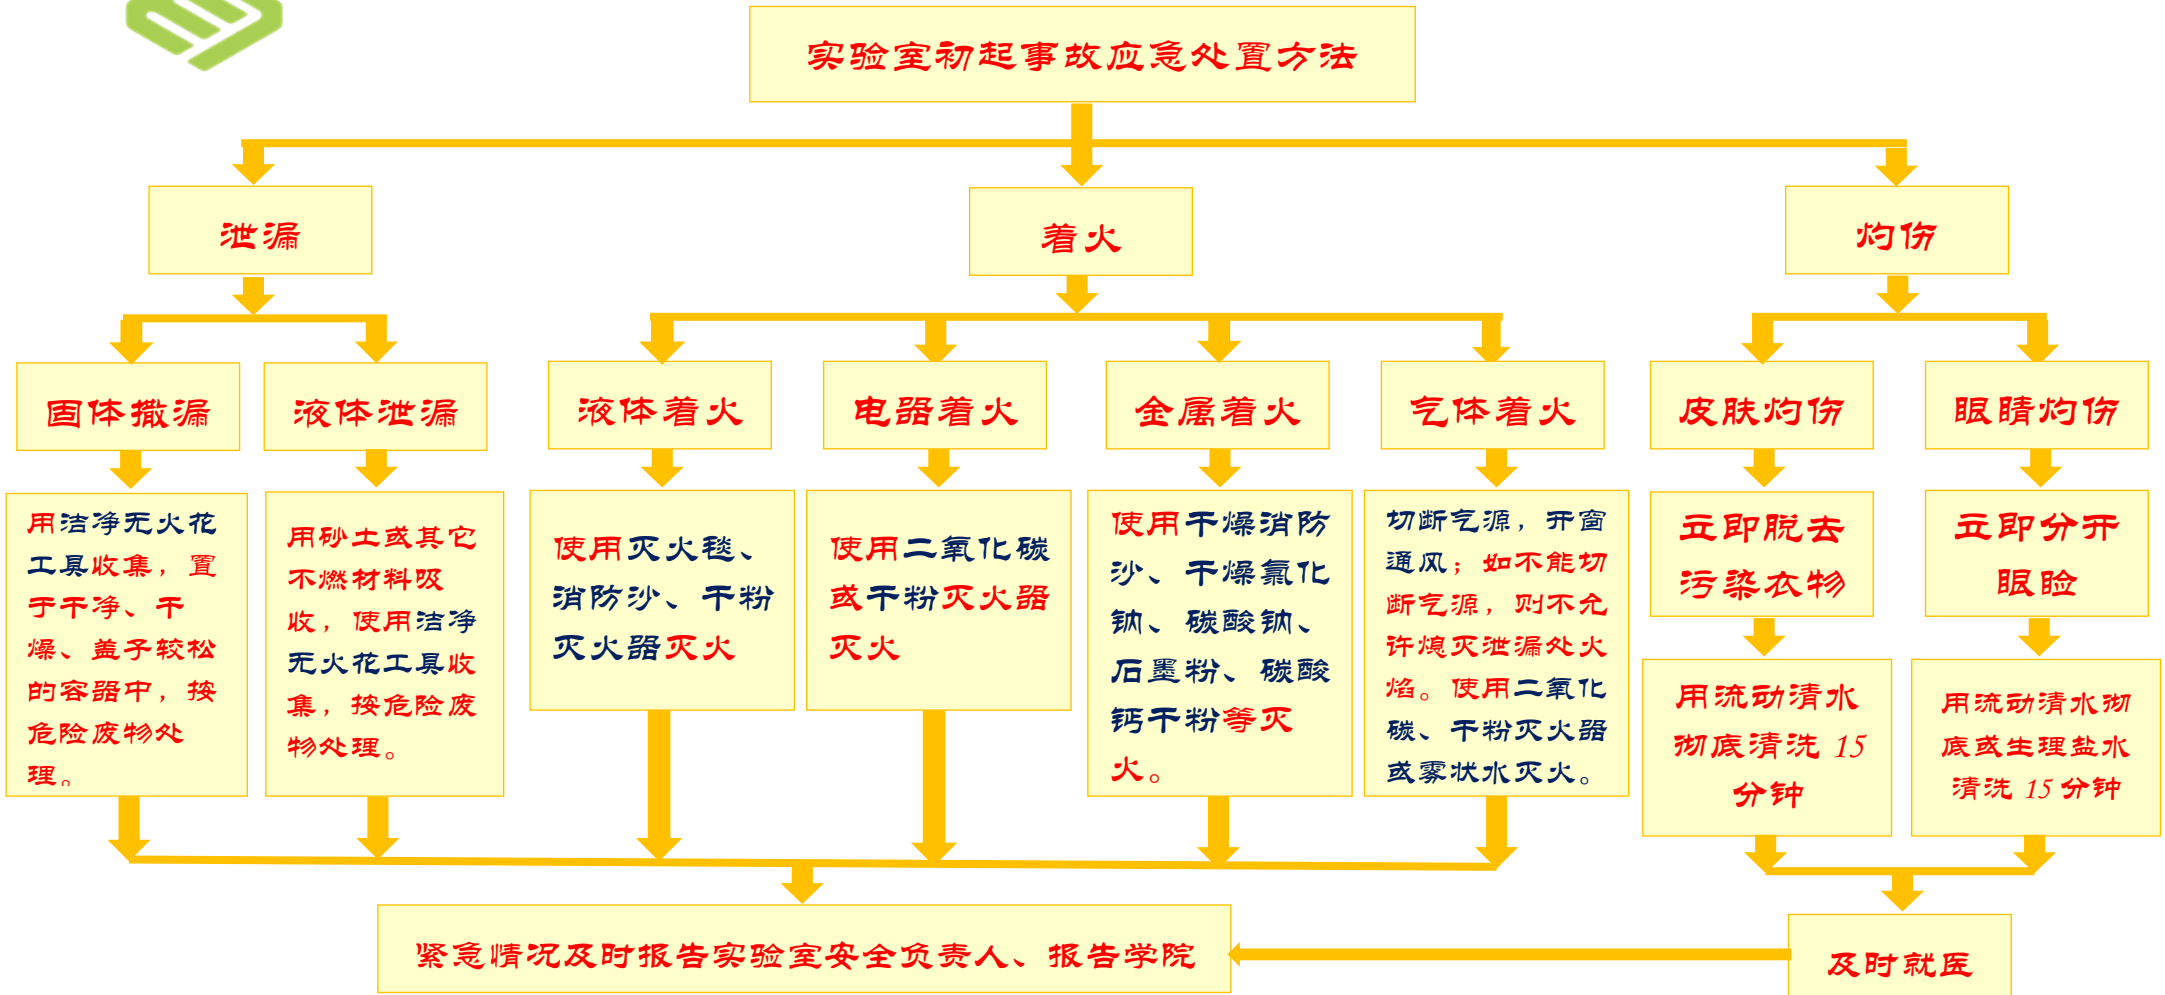 实验室初起事故应急处置方法
泄漏
着火
灼伤
固体撒漏
液体泄漏
液体着火
电器着火
金属着火
气体着火
皮肤灼伤
眼睛灼伤
用洁净无火花
工具收集，置
于干净、干
燥、盖子较松
的容器中，按
危险废物处
理。
用砂土或其它
不燃材料吸
收，使用洁净
无火花工具收
集，按危险废
物处理。
使用灭火毯、
消防沙、干粉
灭火器灭火
使用二氧化碳
或干粉灭火器
灭火
使用干燥消防
沙、干燥氯化
钠、碳酸钠、
石墨粉、碳酸
钙干粉等灭
火。
切断气源，开窗
通风；如不能切
断气源，则不允
许熄灭泄漏处火
焰。使用二氧化
碳、干粉灭火器
或雾状水灭火。
立即脱去
污染衣物
用流动清水
彻底清洗 15
分钟
立即分开
眼睑
用流动清水彻
底或生理盐水
清洗 15 分钟
紧急情况及时报告实验室安全负责人、报告学院
及时就医